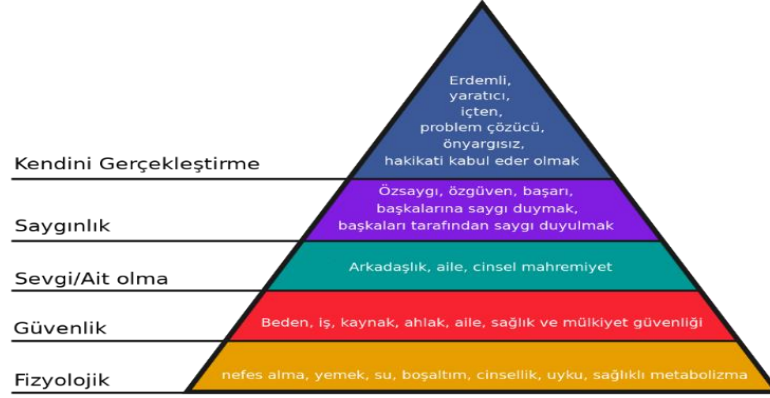 Erdemli,
yaratıcı,
içten,
problem çözücü,
önyargısız,
hakikati kabul eder olmak
Kendini Gerçekleştirme
Özsaygı, özgüven, başarı,
başkalarına saygı duymak,
başkaları tarafından saygı duyulmak
Saygınlık
Arkadaşlık, aile, cinsel mahremiyet
Sevgi/Ait olma
Beden, iş, kaynak, ahlak, aile, sağlık ve mülkiyet güvenliği
Güvenlik
nefes alma, yemek, su, boşaltım, cinsellik, uyku, sağlıklı metabolizma
Fizyolojik